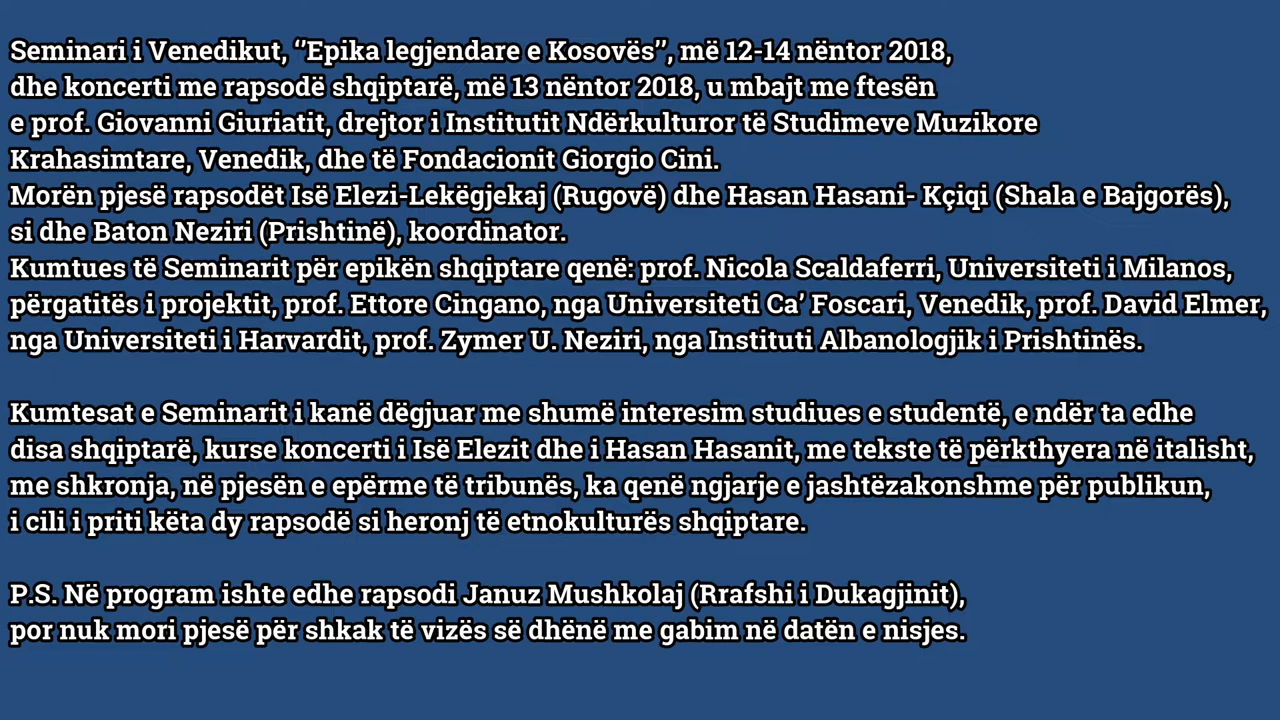 Seminari i Venedikut, ‘’Epika legjendare e Kosovës’’, më 12-14 nëntor 2018,
dhe koncerti me rapsodë shqiptarë, më 13 nëntor 2018, u mbajt me ftesën
e prof. Giovanni Giuriatit, drejtor i Institutit Ndërkulturor të Studimeve Muzikore
Krahasimtare, Venedik, dhe të Fondacionit Giorgio Cini.
Morën pjesë rapsodët Isë Elezi-Lekëgjekaj (Rugovë) dhe Hasan Hasani- Kçiqi (Shala e Bajgorës),
si dhe Baton Neziri (Prishtinë), koordinator.
Kumtues të Seminarit për epikën shqiptare qenë: prof. Nicola Scaldaferri, Universiteti i Milanos,
përgatitës i projektit, prof. Ettore Cingano, nga Universiteti Ca’ Foscari, Venedik, prof. David Elmer,
nga Universiteti i Harvardit, prof. Zymer U. Neziri, nga Instituti Albanologjik i Prishtinës.
Kumtesat e Seminarit i kanë dëgjuar me shumë interesim studiues e studentë, e ndër ta edhe
disa shqiptarë, kurse koncerti i Isë Elezit dhe i Hasan Hasanit, me tekste të përkthyera në italisht,
me shkronja, në pjesën e epërme të tribunës, ka qenë ngjarje e jashtëzakonshme për publikun,
i cili i priti këta dy rapsodë si heronj të etnokulturës shqiptare.
P.S. Në program ishte edhe rapsodi Januz Mushkolaj (Rrafshi i Dukagjinit),
por nuk mori pjesë për shkak të vizës së dhënë me gabim në datën e nisjes.